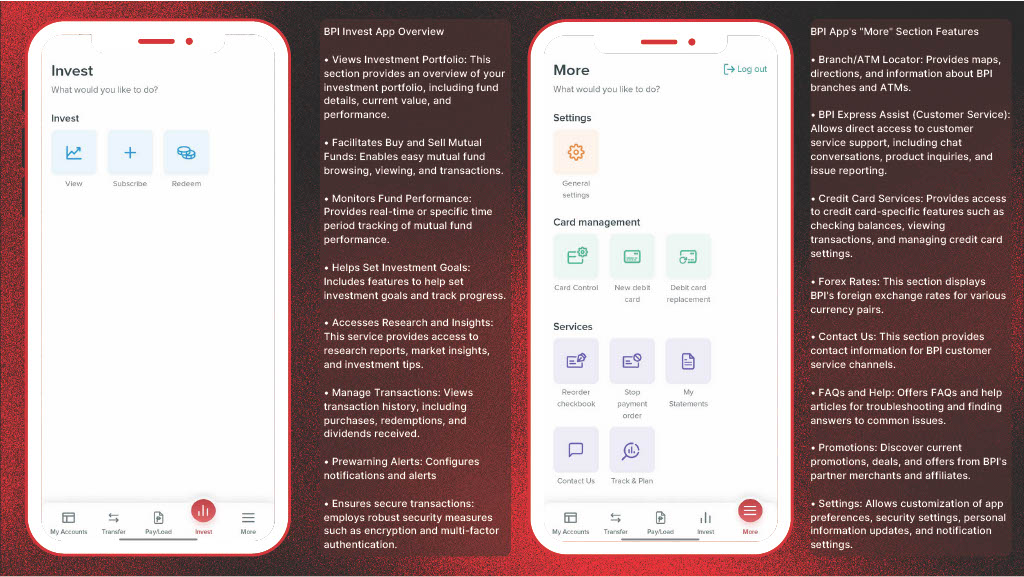 Invest
What would you like to do?
Invest
View
Subscribe
Redeem
My Accounts
Transfer
Pay/Load
Invest
More
BPI Invest App Overview
• Views Investment Portfolio: This
section provides an overview of your
investment portfolio, including fund
details, current value, and
performance.
• Facilitates Buy and Sell Mutual
Funds: Enables easy mutual fund
browsing, viewing, and transactions.
• Monitors Fund Performance:
Provides real-time or specific time
period tracking of mutual fund
performance.
• Helps Set Investment Goals:
Includes features to help set
investment goals and track progress.
• Accesses Research and Insights:
This service provides access to
research reports, market insights,
and investment tips.
• Manage Transactions: Views
transaction history, including
purchases, redemptions, and
dividends received.
• Prewarning Alerts: Configures
notifications and alerts
• Ensures secure transactions:
employs robust security measures
such as encryption and multi-factor
authentication.
More
Log out
What would you like to do?
Settings
General
settings
Card management
Card Control
New debit
card
Debit card
replacement
Services
Reorder
checkbook
Stop
payment
order
My
Statements
Contact Us
Track & Plan
My Accounts
Transfer
Pay/Load
Invest
More
BPI App's "More" Section Features
• Branch/ATM Locator: Provides maps,
directions, and information about BPI
branches and ATMs.
• BPI Express Assist (Customer Service):
Allows direct access to customer
service support, including chat
conversations, product inquiries, and
issue reporting.
• Credit Card Services: Provides access
to credit card-specific features such as
checking balances, viewing
transactions, and managing credit card
settings.
• Forex Rates: This section displays
BPI's foreign exchange rates for various
currency pairs.
• Contact Us: This section provides
contact information for BPI customer
service channels.
• FAQs and Help: Offers FAQs and help
articles for troubleshooting and finding
answers to common issues.
• Promotions: Discover current
promotions, deals, and offers from BPI's
partner merchants and affiliates.
• Settings: Allows customization of app
preferences, security settings, personal
information updates, and notification
settings.